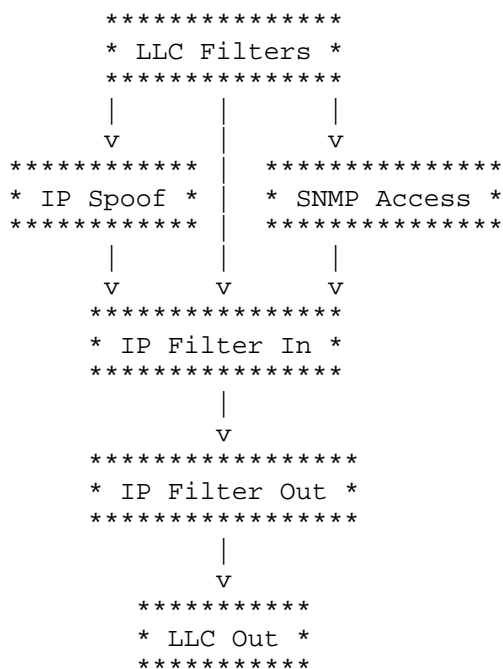 ***************
* LLC Filters *
***************
| | |
v | v
************ | ***************
* IP Spoof * | * SNMP Access *
************ | ***************
| | |
v v v
****************
* IP Filter In *
****************
|
v
*****************
* IP Filter Out *
*****************
|
v
***********
* LLC Out *
***********